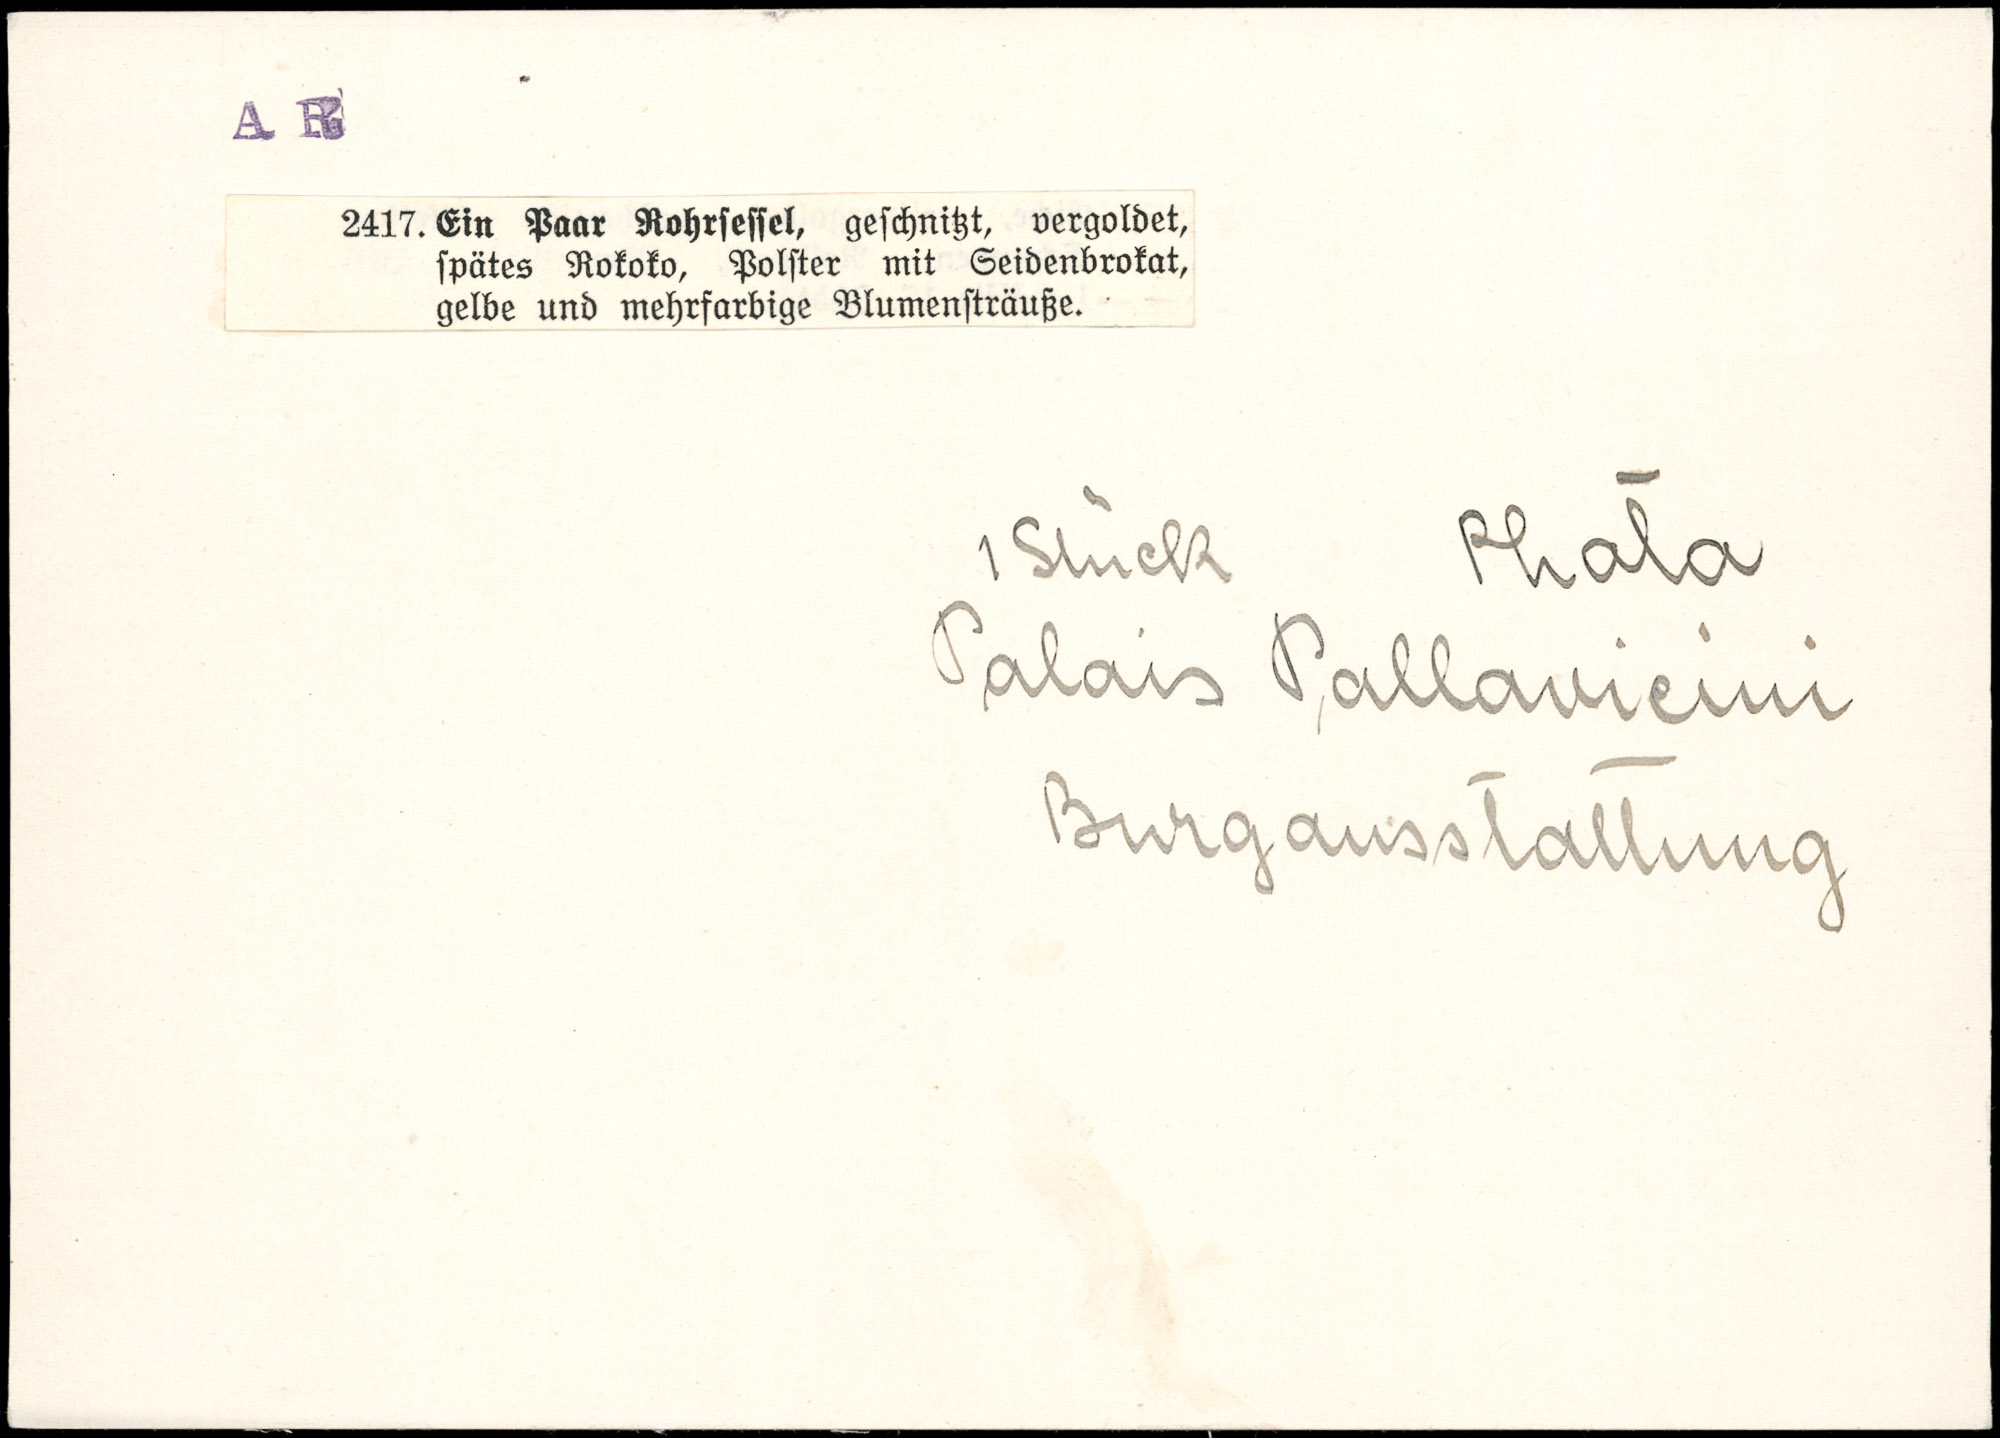 A R
2417. Ein Paar Rohrsessel, geschnitzt, vergoldet,
spätes Rokoko, Polster mit Seidenbrokat,
gelbe und mehrfarbige Blumensträuße.
1 Stück
Palais Pallavicini
Burgausstattung